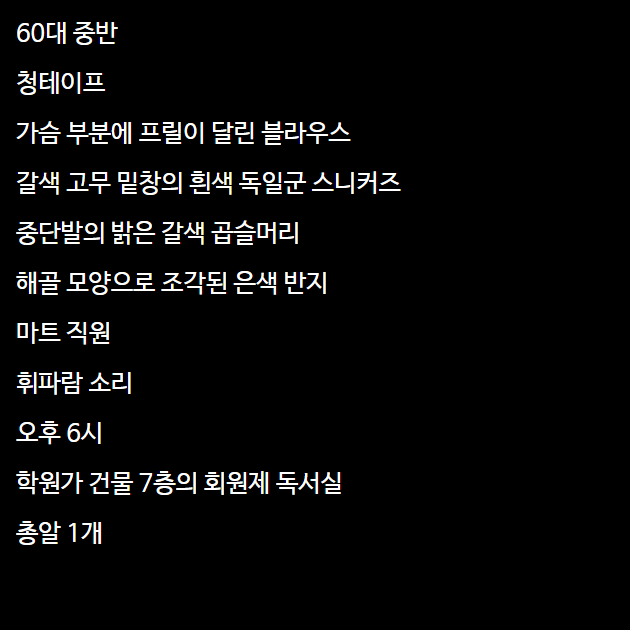 60대 중반
청테이프
가슴 부분에 프릴이 달린 블라우스
갈색 고무 밑창의 흰색 독일군 스니커즈
중단발의 밝은 갈색 곱슬머리
해골 모양으로 조각된 은색 반지
마트 직원
휘파람 소리
오후 6시
학원가 건물 7층의 회원제 독서실
총알 1개